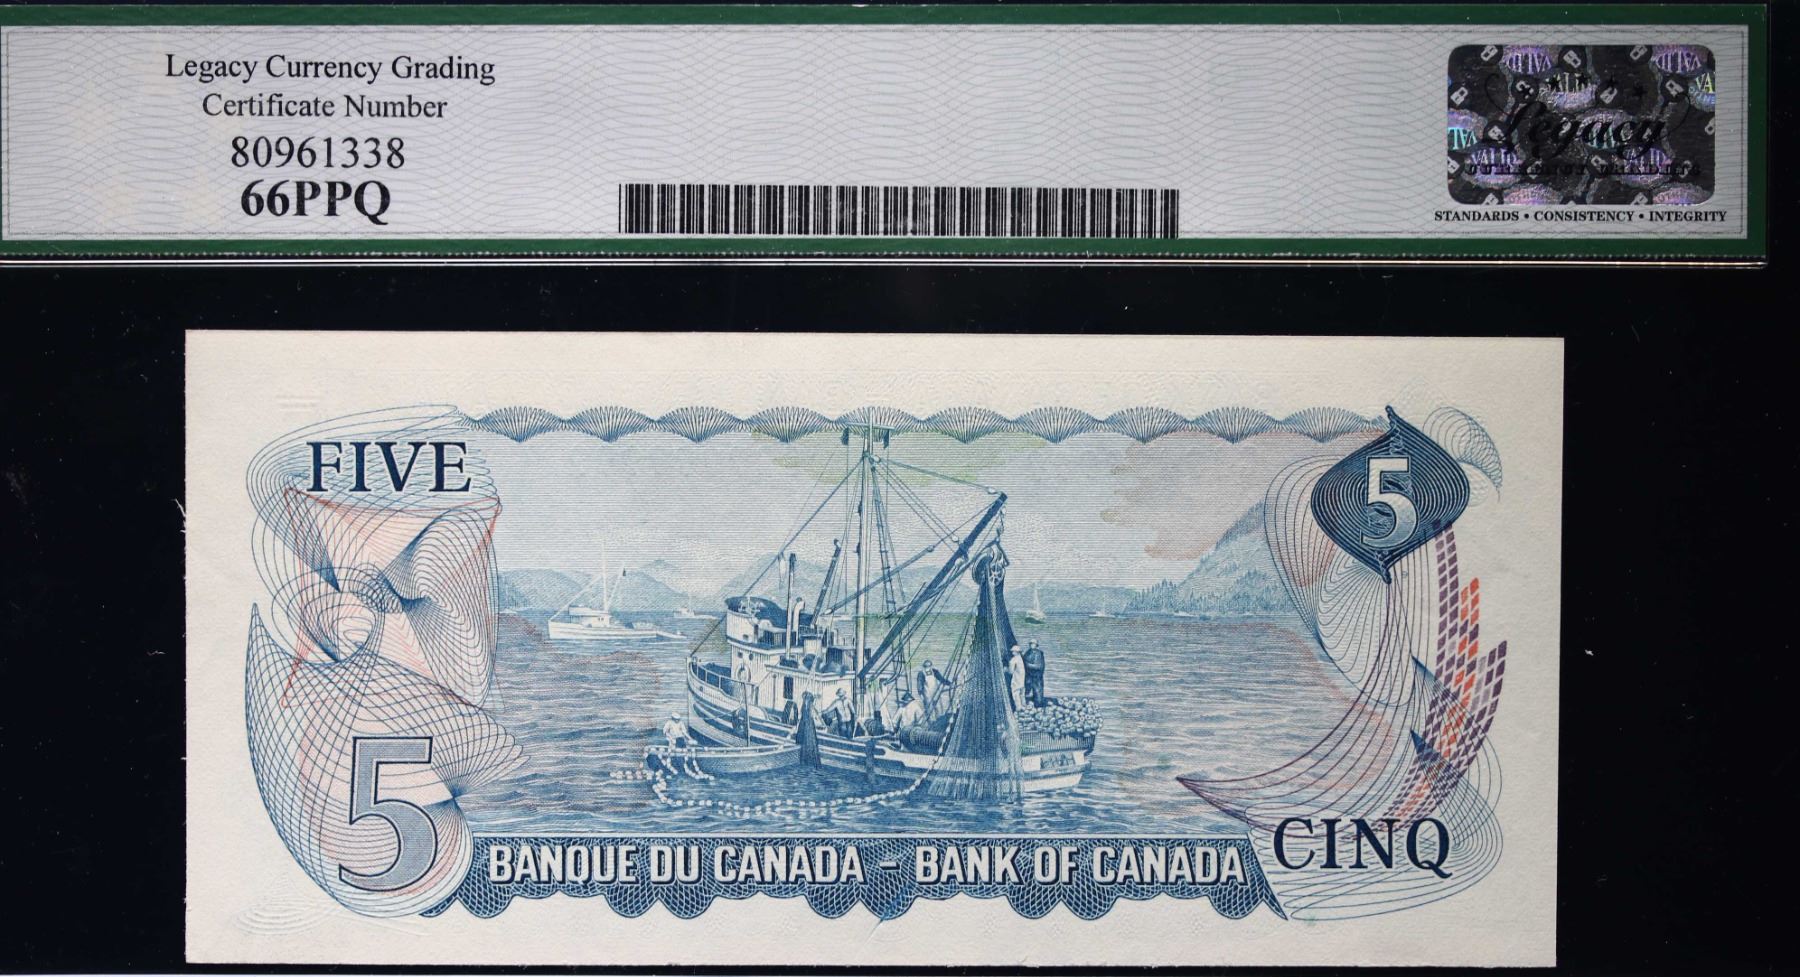 Legacy Currency Grading
Certificate Number
80961338
66PPQ
Legacy
STANDARDS • CONSISTENCY • INTEGRITY
FIVE
5
5
CINQ
BANQUE DU CANADA – BANK OF CANADA